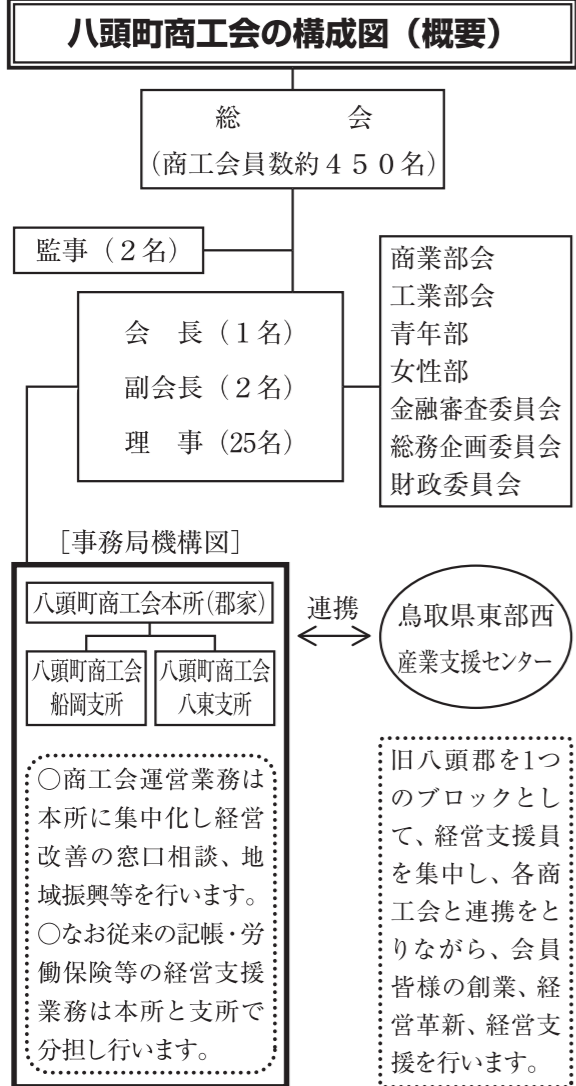 八頭町商工会の構成図（概要）
総　　　会
(商工会員数約４５０名)
監事（２名）
会　長（１名）
副会長（２名）
理　事（25名）
商業部会
工業部会
青年部
女性部
金融審査委員会
総務企画委員会
財政委員会
［事務局機構図］
八頭町商工会本所(郡家)
八頭町商工会
船岡支所
八頭町商工会
八東支所
連携
鳥取県東部西
産業支援センター
○商工会運営業務は
本所に集中化し経営
改善の窓口相談、地
域振興等を行います。
○なお従来の記帳・労
働保険等の経営支援
業務は本所と支所で
分担し行います。
旧八頭郡を1つ
のブロックとし
て、経営支援員
を集中し、各商
工会と連携をと
りながら、会員
皆様の創業、経
営革新、経営支
援を行います。